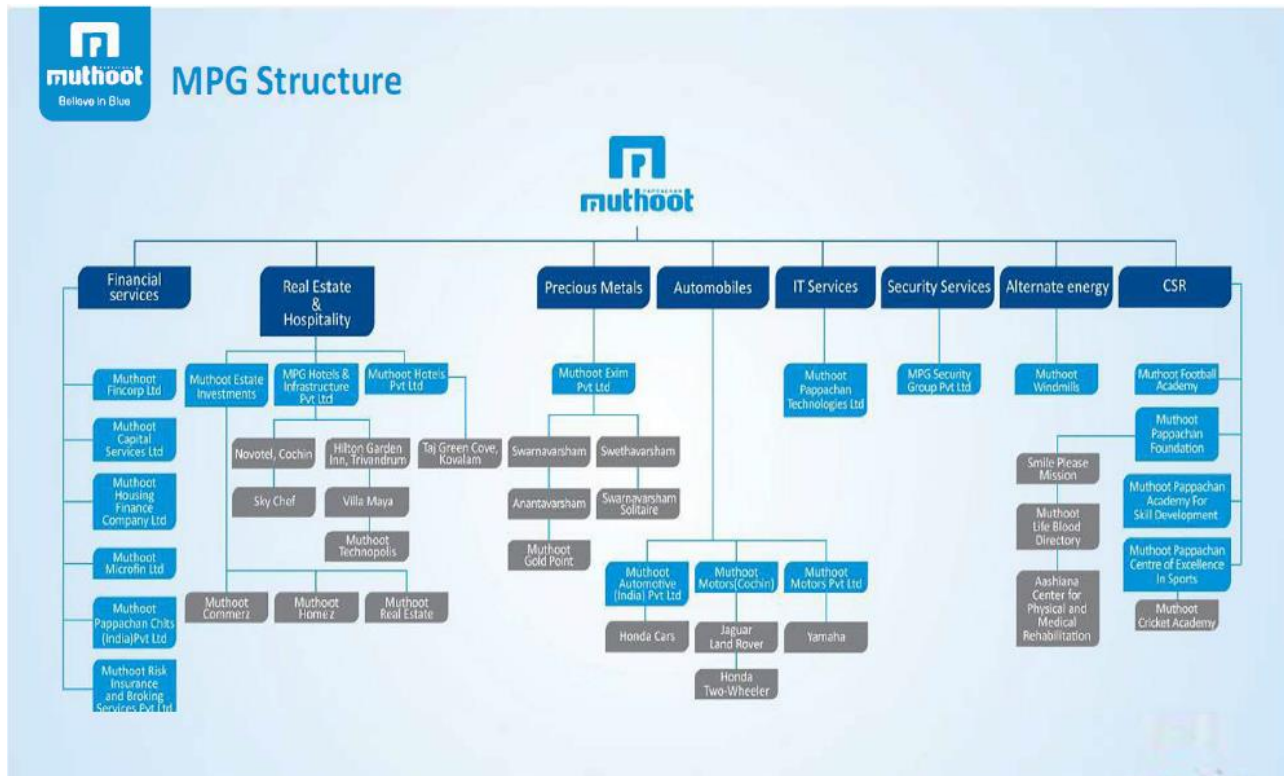 muthoot
Believe in Blue
MPG Structure
PAPPACHAN
muthoot
Financial
services
Real Estate
&
Hospitality
Precious Metals
Automobiles
IT Services
Security Services
Alternate energy
CSR
Muthoot
Fincorp Ltd
Muthoot
Capital
Services Ltd
Muthoot
Housing
Finance
Company Ltd
Muthoot
Microfin Ltd
Muthoot
Pappachan Chits
(India)Pvt Ltd
Muthoot Risk
Insurance
and Broking
Services Pvt Ltd
Muthoot Estate
Investments
MPG Hotels &
Infrastructure
Pvt Ltd
Muthoot Hotels
Pvt Ltd
Novotel, Cochin
Hilton Garden
Inn, Trivandrum
Taj Green Cove,
Kovalam
Sky Chef
Villa Maya
Muthoot
Technopolis
Muthoot
Commerz
Muthoot
Homez
Muthoot
Real Estate
Muthoot Exim
Pvt Ltd
Swarnavarsham
Swethavarsham
Anantavarsham
Swarnavarsham
Solitaire
Muthoot
Gold Point
Muthoot
Automotive
(India) Pvt Ltd
Muthoot
Motors(Cochin)
Muthoot
Motors Pvt Ltd
Honda Cars
Jaguar
Land Rover
Yamaha
Honda
Two-Wheeler
Muthoot
Pappachan
Technologies Ltd
MPG Security
Group Pvt Ltd
Muthoot
Windmills
Muthoot Football
Academy
Muthoot
Pappachan
Foundation
Smile Please
Mission
Muthoot
Life Blood
Directory
Aashiana
Center for
Physical and
Medical
Rehabilitation
Muthoot Pappachan
Academy For
Skill Development
Muthoot Pappachan
Centre of Excellence
In Sports
Muthoot
Cricket Academy